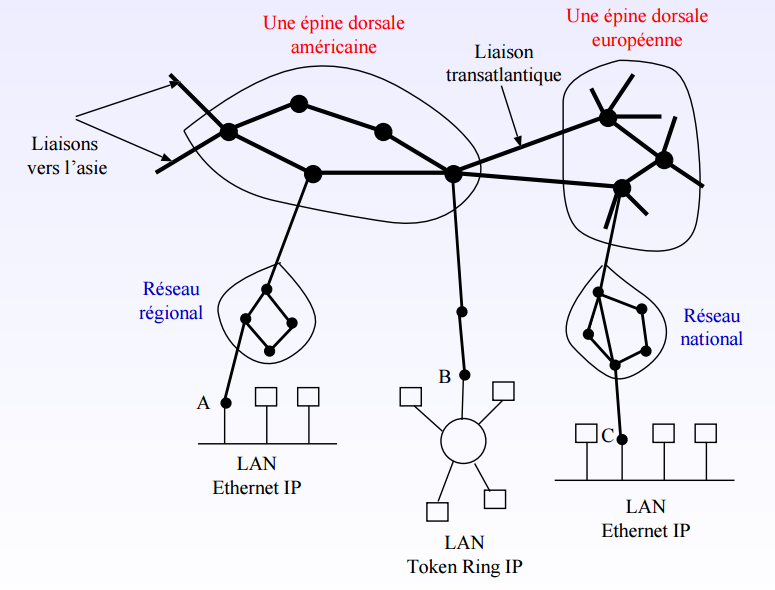 Une épine dorsale
américaine
Une épine dorsale
européenne
Liaison
transatlantique
Liaisons
vers l'asie
Réseau
régional
Réseau
national
A
B
C
LAN
Ethernet IP
LAN
Token Ring IP
LAN
Ethernet IP